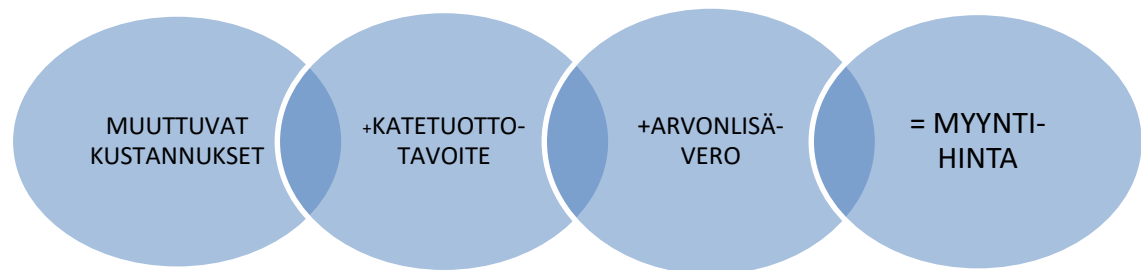 MUUTTUVAT
KUSTANNUKSET
+KATETUOTTO-
TAVOITE
+ARVONLISÄ-
VERO
= MYYNTI-
HINTA